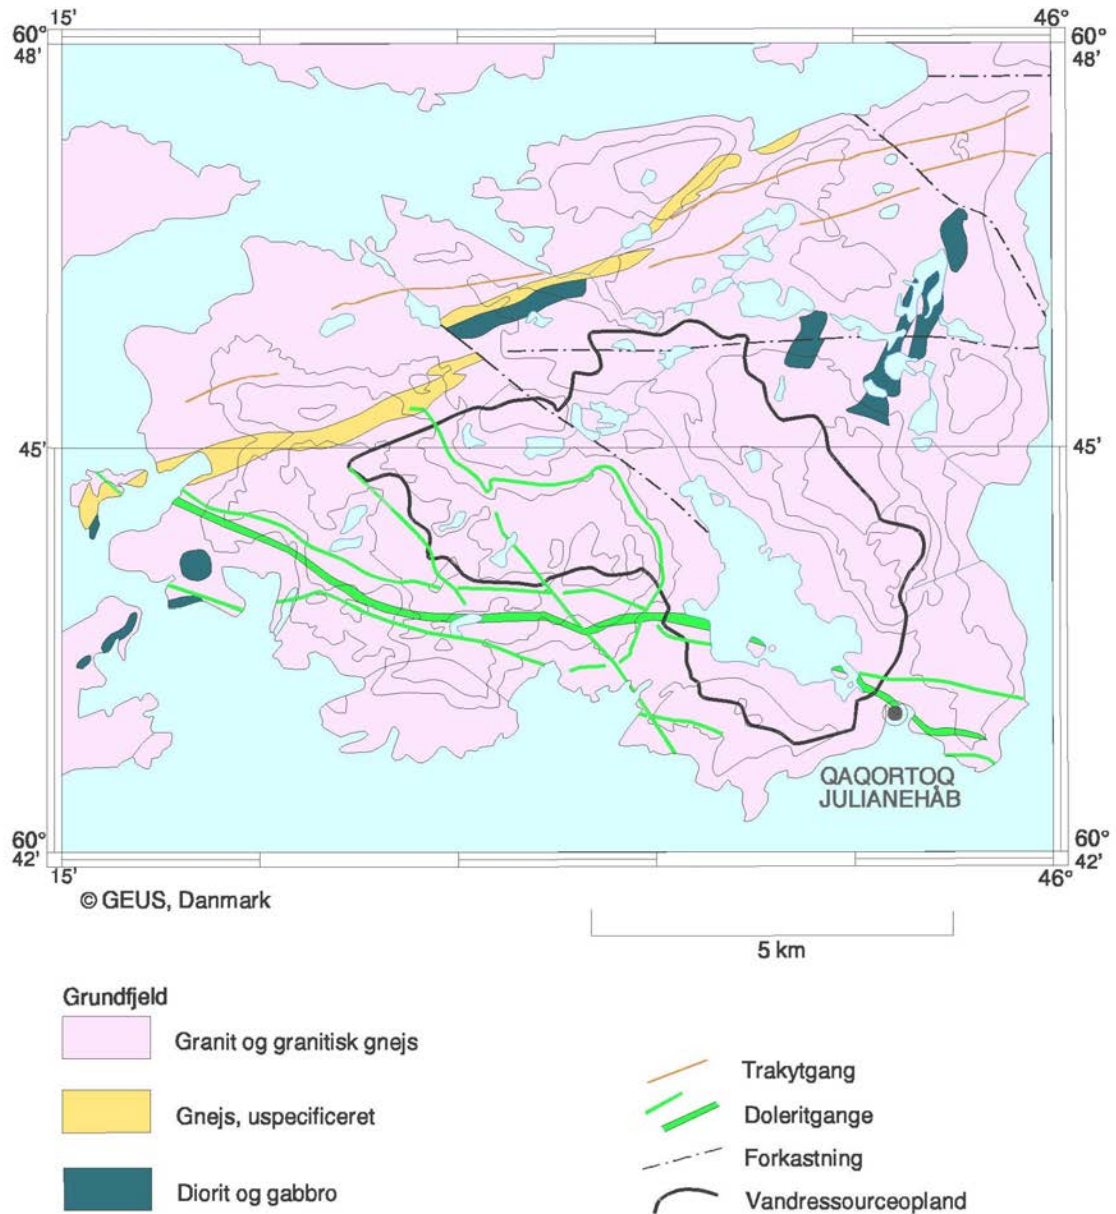 15'
46°
60°
48'
60°
48'
45'
45'
QAQORTOQ
JULIANEHÅB
60°
42'
60°
42'
15'
46°
© GEUS, Danmark
5 km
Grundfjeld
Granit og granitisk gnejs
Gnejs, uspecificeret
Diorit og gabbro
Trakytgang
Doleritgange
Forkastning
Vandressourceopland